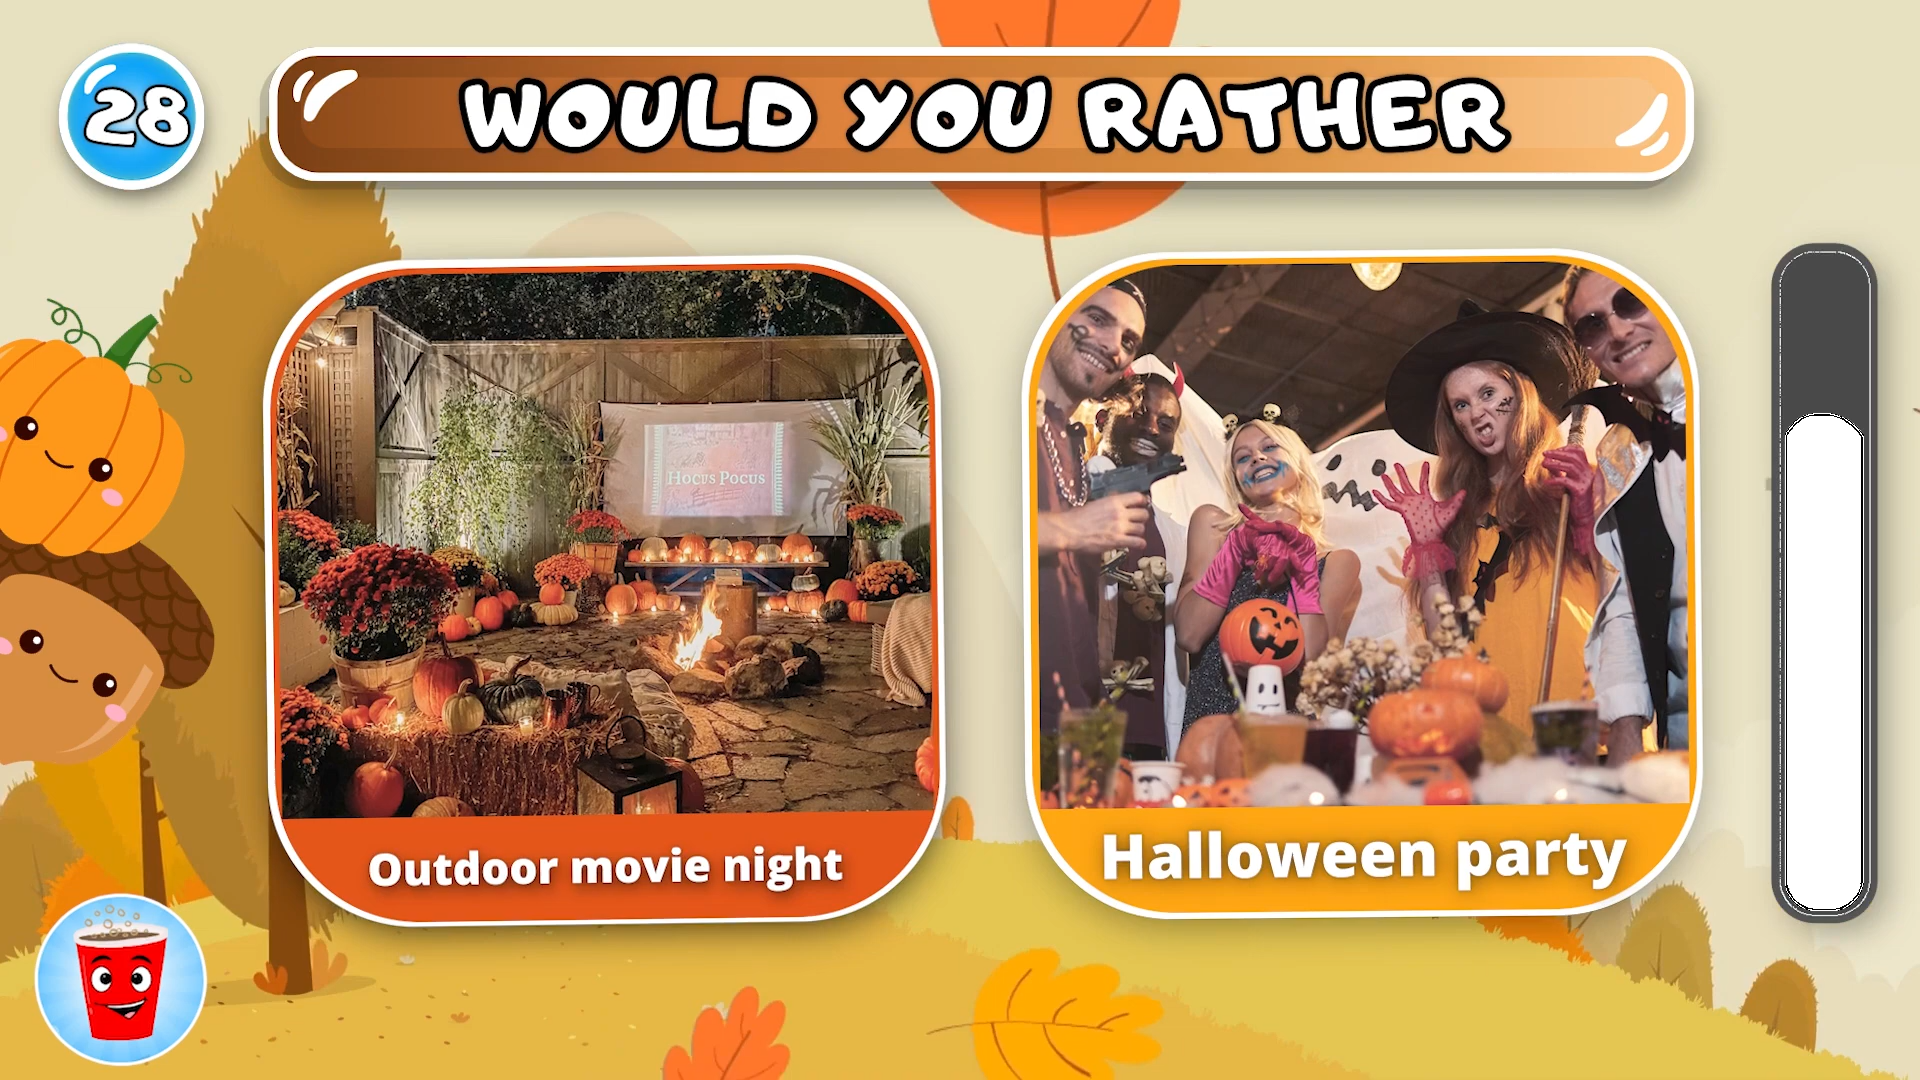 28
WOULD YOU RATHER
HOCUS POCUS
Outdoor movie night
Halloween party